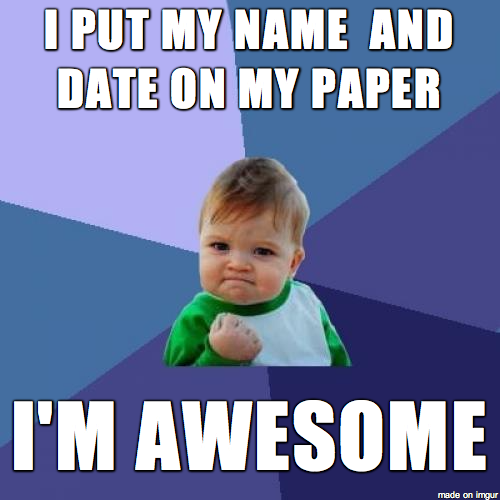 I PUT MY NAME AND
DATE ON MY PAPER
I'M AWESOME
made on imgur